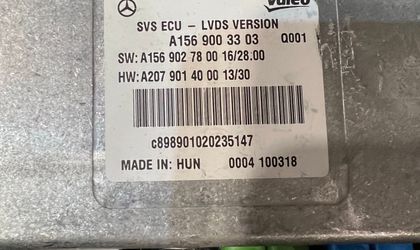 Valeo
SVS ECU - LVDS VERSION
A156 900 33 03 Q001
SW: A156 902 78 00 16/28.00
HW: A207 901 40 00 13/30
c898901020235147
MADE IN: HUN 0004 100318